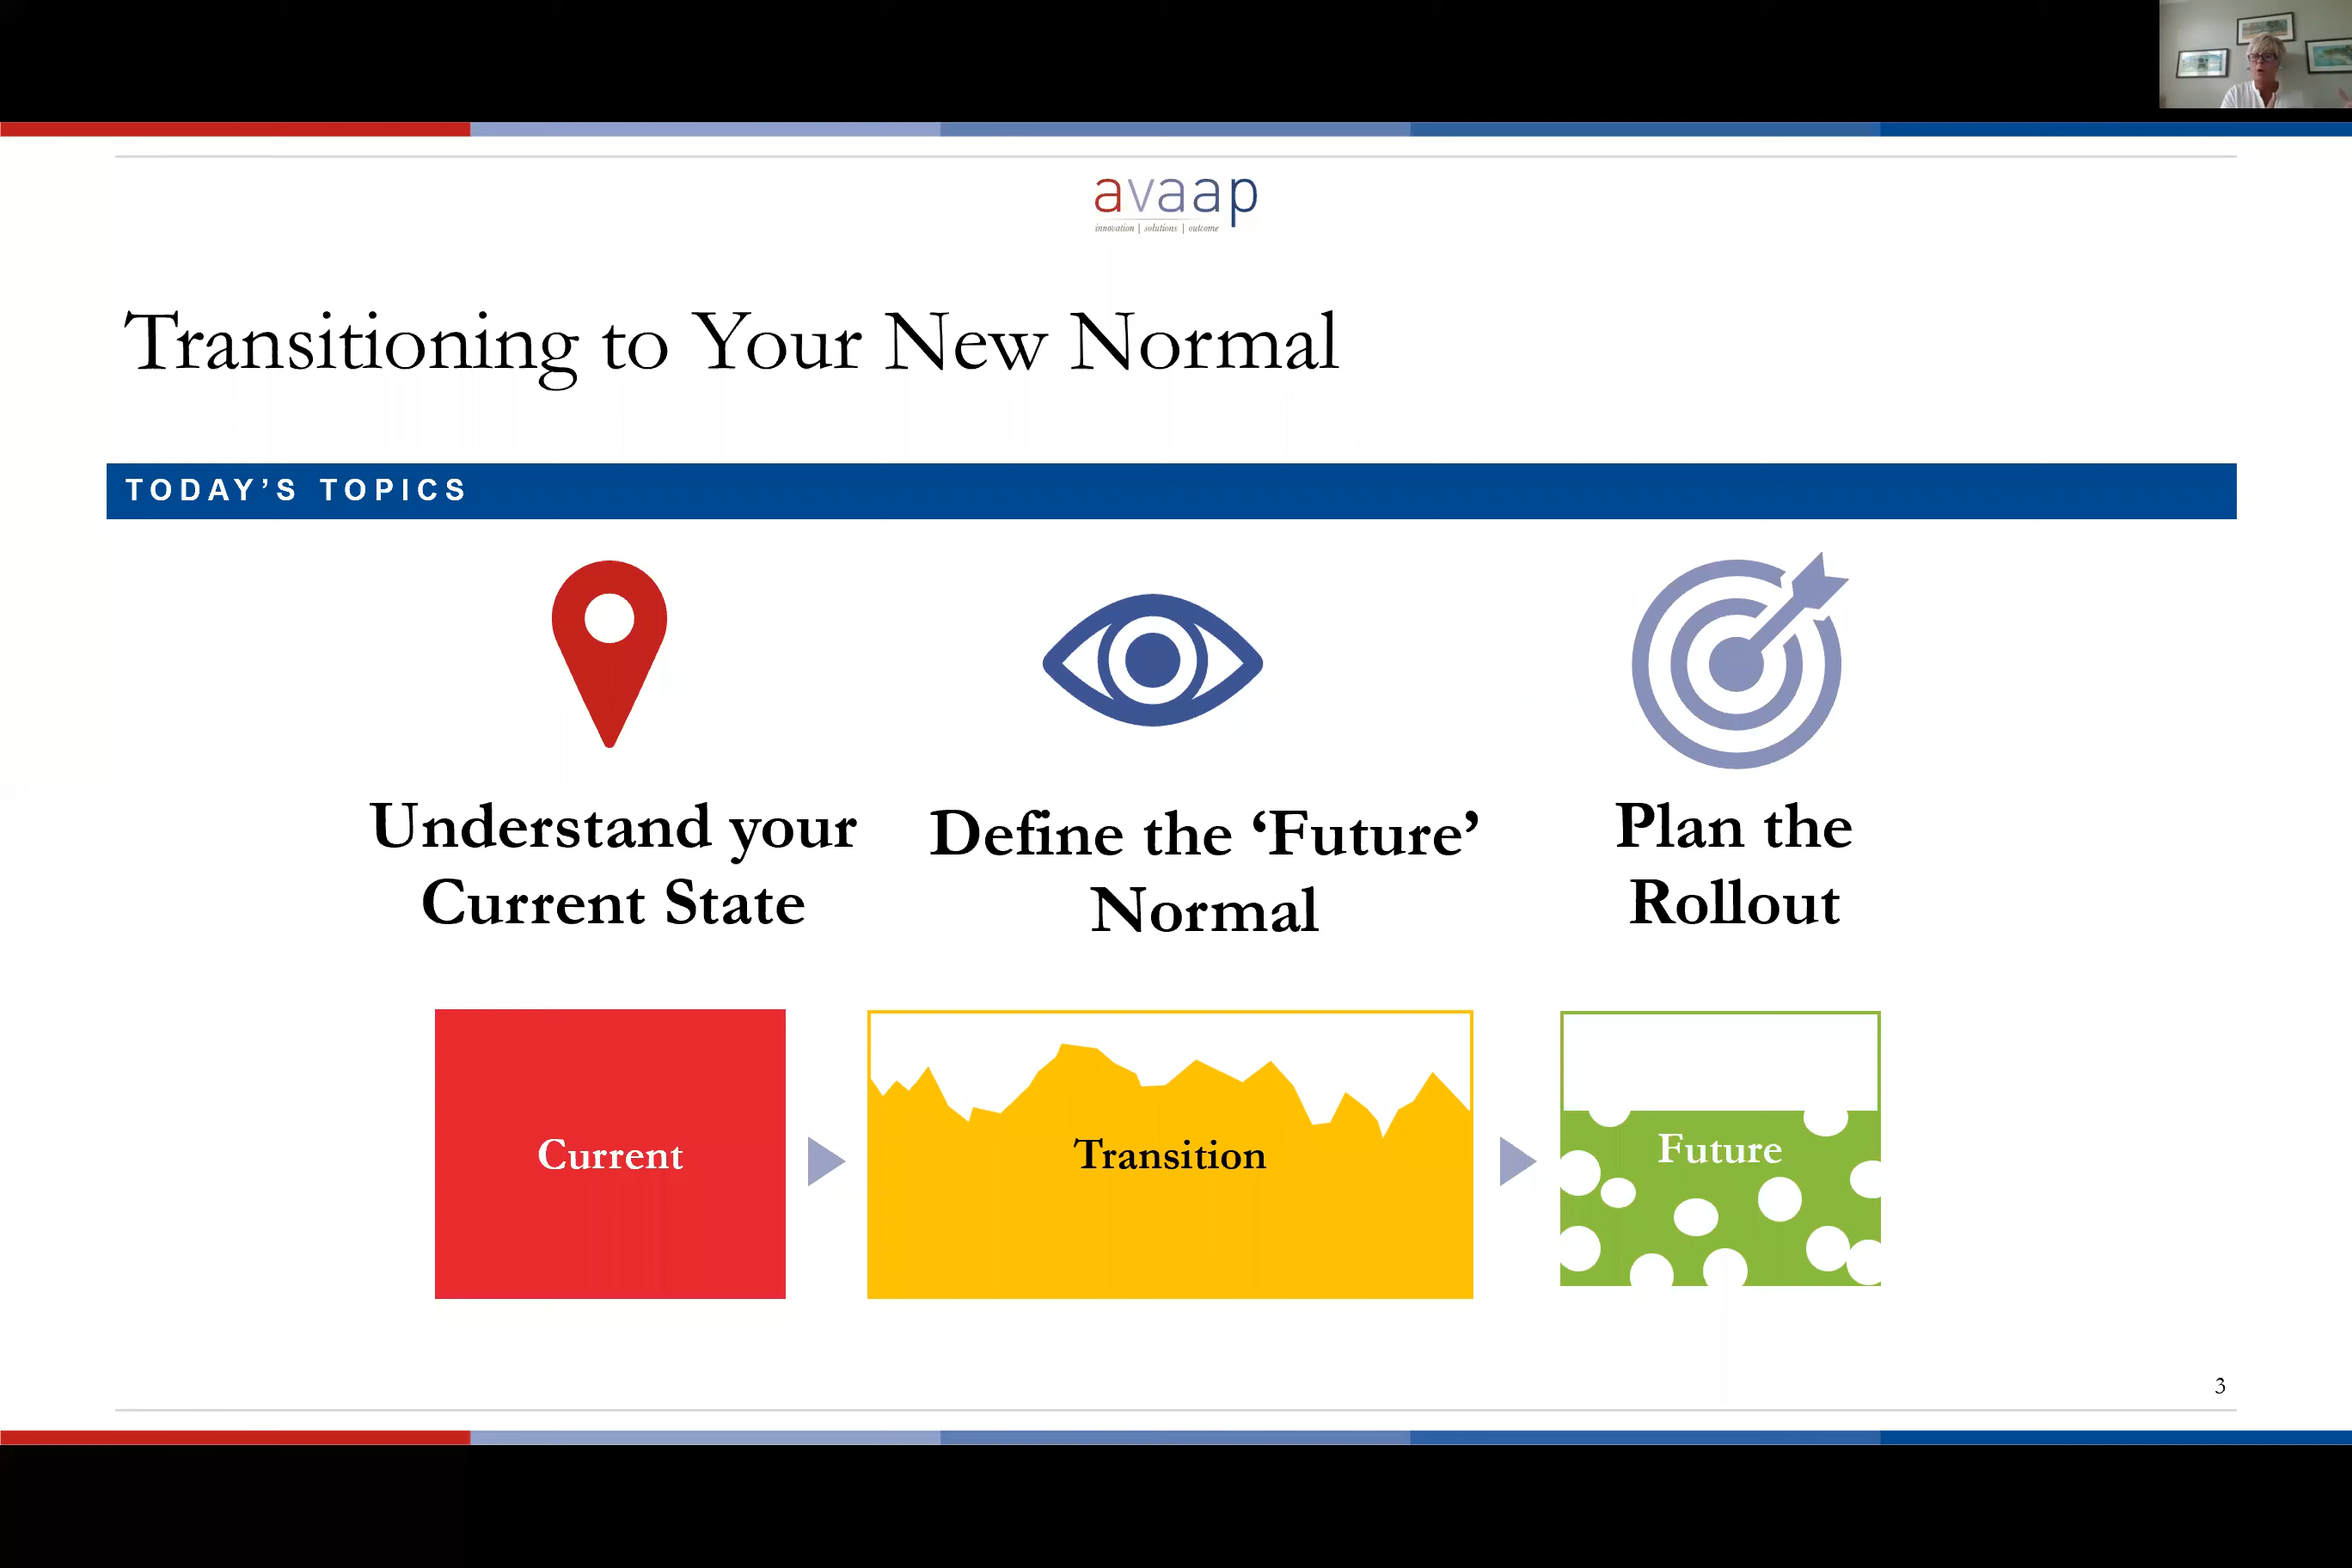 avaap
innovation | solutions | outcome
Transitioning to Your New Normal
TODAY’S TOPICS
Understand your
Current State
Define the ‘Future’
Normal
Plan the
Rollout
Current
Transition
Future
3